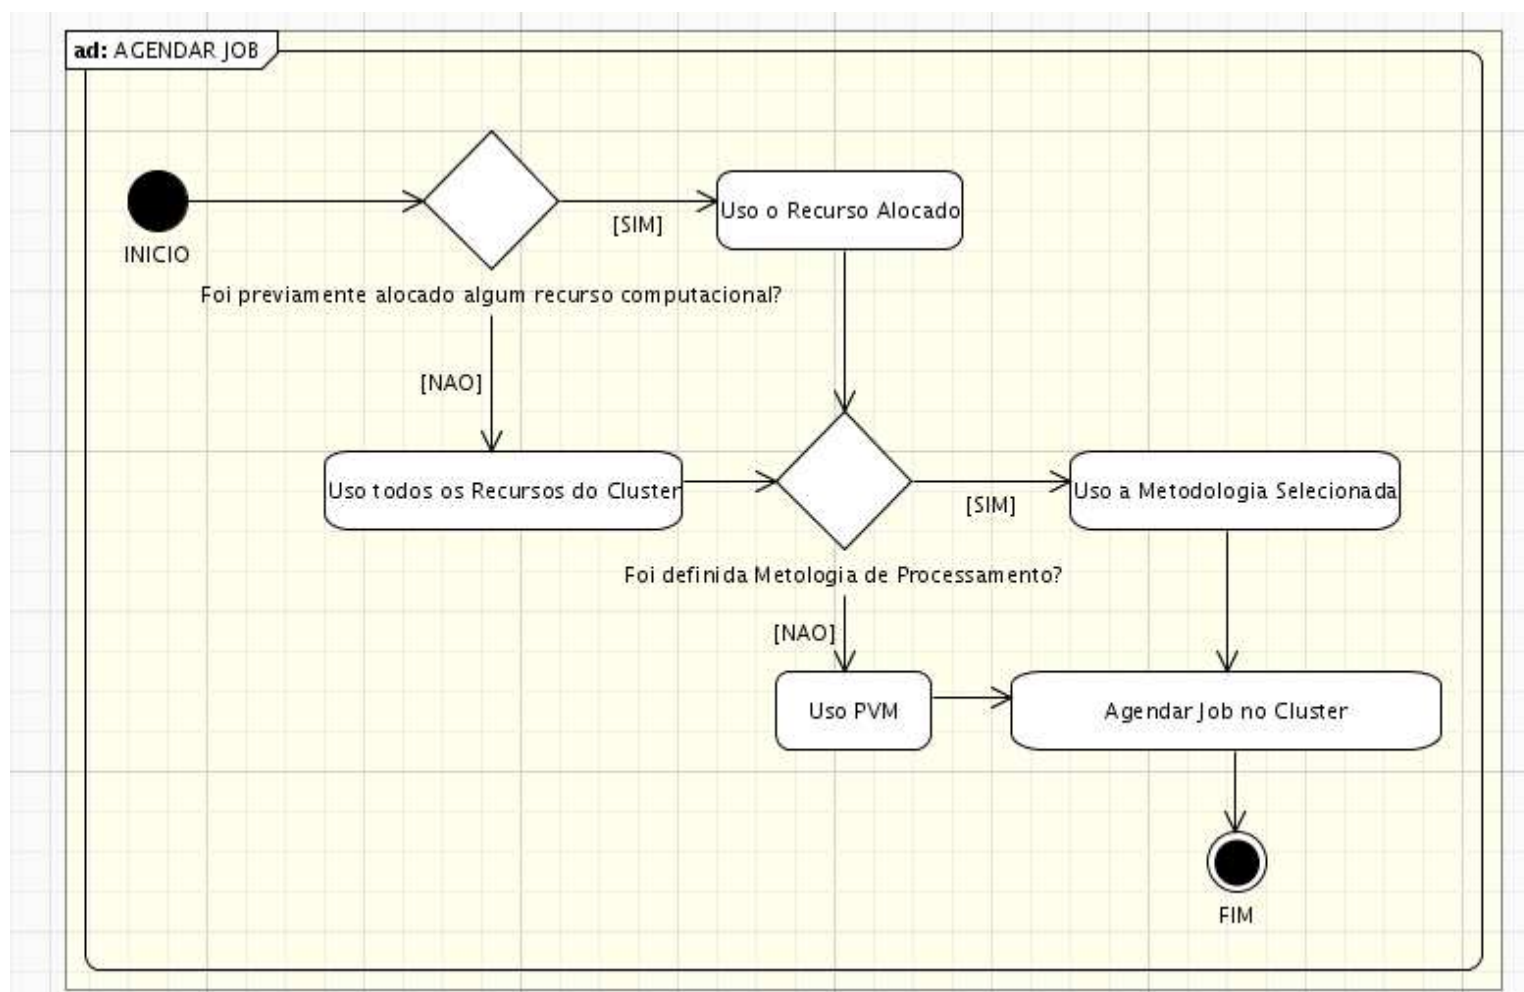 ad: AGENDAR JOB
INICIO
[SIM]
Uso o Recurso Alocado
Foi previamente alocado algum recurso computacional?
[NAO]
Uso todos os Recursos do Cluster
[SIM]
Uso a Metodologia Selecionada
Foi definida Metologia de Processamento?
[NAO]
Uso PVM
Agendar Job no Cluster
FIM